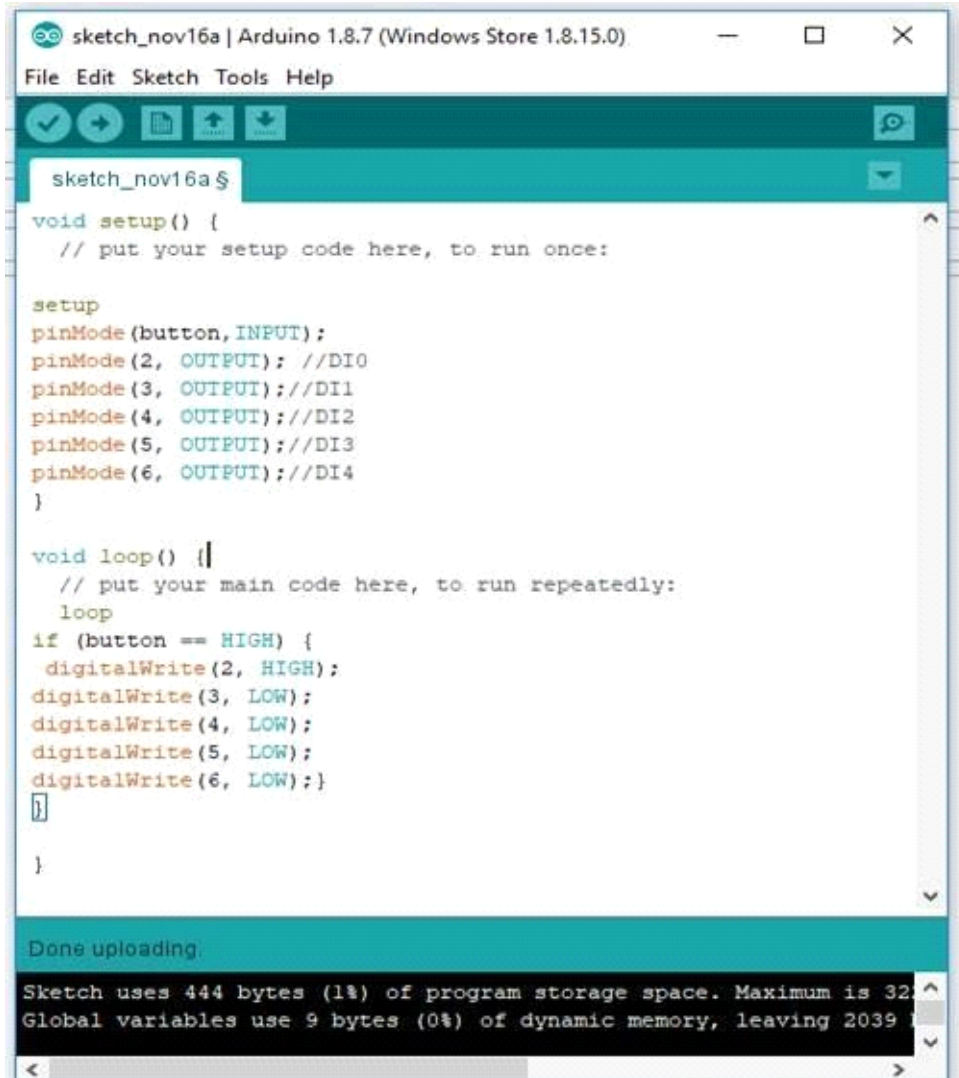 sketch_nov16a | Arduino 1.8.7 (Windows Store 1.8.15.0)
File Edit Sketch Tools Help
sketch_nov16a §
void setup() {
  // put your setup code here, to run once:

setup
pinMode(button,INPUT);
pinMode(2, OUTPUT); //DI0
pinMode(3, OUTPUT);//DI1
pinMode(4, OUTPUT);//DI2
pinMode(5, OUTPUT);//DI3
pinMode(6, OUTPUT);//DI4
}

void loop() {
  // put your main code here, to run repeatedly:
  loop
if (button == HIGH) {
 digitalWrite(2, HIGH);
digitalWrite(3, LOW);
digitalWrite(4, LOW);
digitalWrite(5, LOW);
digitalWrite(6, LOW);}
}

}
Done uploading.
Sketch uses 444 bytes (1%) of program storage space. Maximum is
Global variables use 9 bytes (0%) of dynamic memory, leaving 2039